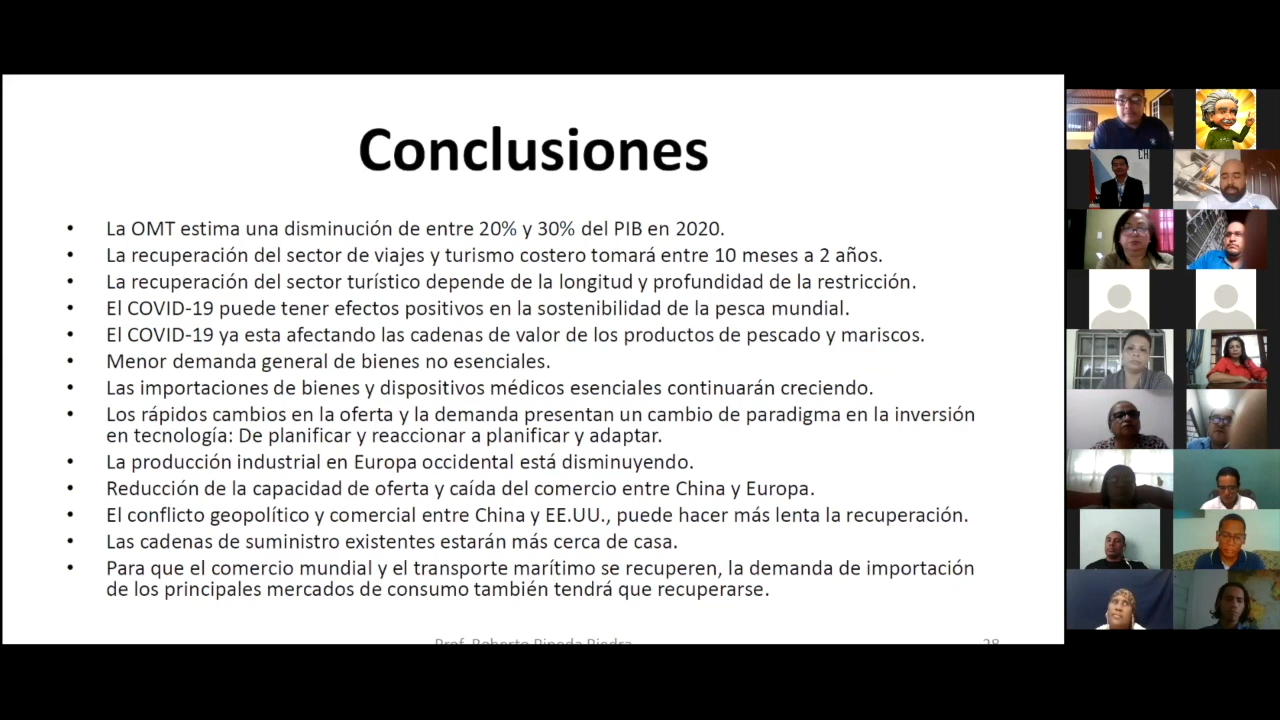 Conclusiones
• La OMT estima una disminución de entre 20% y 30% del PIB en 2020.
• La recuperación del sector de viajes y turismo costero tomará entre 10 meses a 2 años.
• La recuperación del sector turístico depende de la longitud y profundidad de la restricción.
• El COVID-19 puede tener efectos positivos en la sostenibilidad de la pesca mundial.
• El COVID-19 ya esta afectando las cadenas de valor de los productos de pescado y mariscos.
• Menor demanda general de bienes no esenciales.
• Las importaciones de bienes y dispositivos médicos esenciales continuarán creciendo.
• Los rápidos cambios en la oferta y la demanda presentan un cambio de paradigma en la inversión
en tecnología: De planificar y reaccionar a planificar y adaptar.
• La producción industrial en Europa occidental está disminuyendo.
• Reducción de la capacidad de oferta y caída del comercio entre China y Europa.
• El conflicto geopolítico y comercial entre China y EE.UU., puede hacer más lenta la recuperación.
• Las cadenas de suministro existentes estarán más cerca de casa.
• Para que el comercio mundial y el transporte marítimo se recuperen, la demanda de importación
de los principales mercados de consumo también tendrá que recuperarse.
Prof. Roberto Pineda Piedra
28